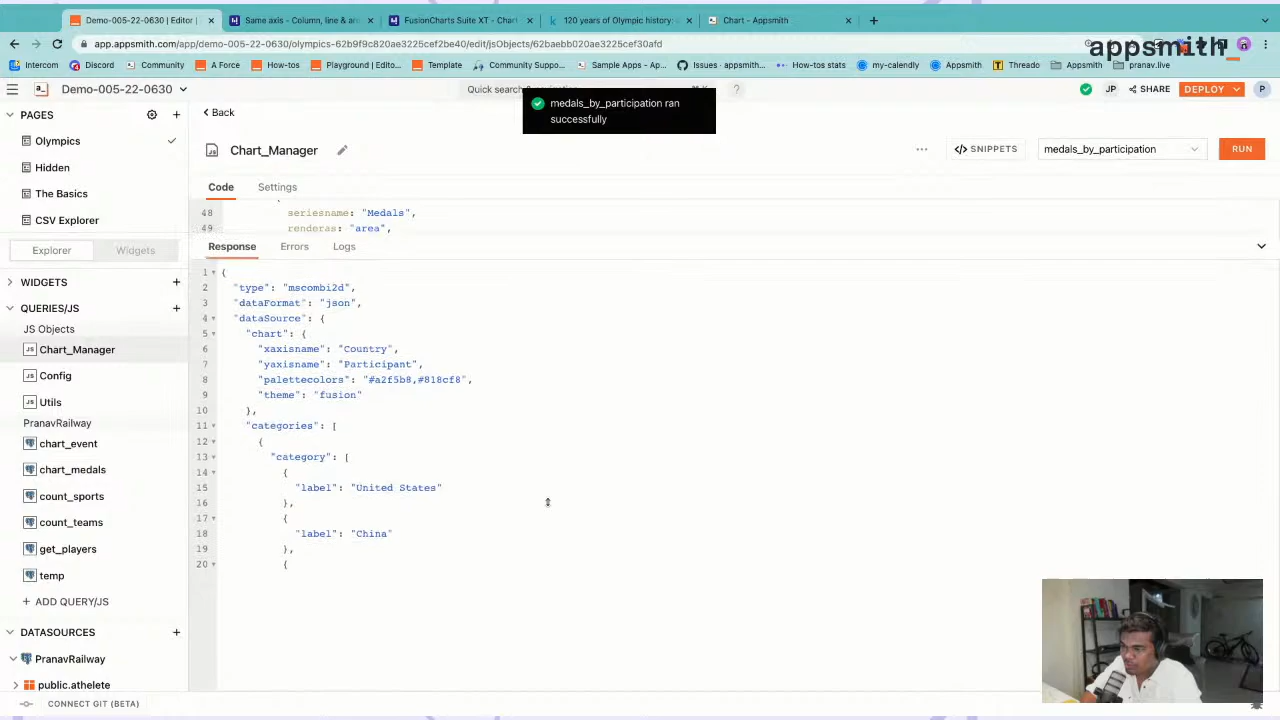 Demo-005-22-0630 | Editor |
Same axis - Column, line & are
FusionCharts Suite XT - Chart
120 years of Olympic history:
Chart - Appsmith
app.appsmith.com/app/demo-005-22-0630/olympics-62b9f9c820ae3225cef2be40/edit/jsObjects/62baebb020ae3225cef30afd
appsmith_
Intercom
Discord
Community
A Force
How-tos
Playground | Edito...
Template
Community Suppo...
Sample Apps - Ap...
Issues · appsmith...
How-tos stats
my-calendly
Appsmith
Threado
Appsmith
pranav.live
Demo-005-22-0630
Quick search
JP
SHARE
DEPLOY
P
medals_by_participation ran
successfully
PAGES
Olympics
Hidden
The Basics
CSV Explorer
Explorer
Widgets
WIDGETS
QUERIES/JS
JS Objects
Chart_Manager
Config
Utils
PranavRailway
chart_event
chart_medals
count_sports
count_teams
get_players
temp
+ ADD QUERY/JS
DATASOURCES
PranavRailway
public.athelete
CONNECT GIT (BETA)
Back
Chart_Manager
SNIPPETS
medals_by_participation
RUN
Code
Settings
48 seriesname: "Medals",
49 renderas: "area",
Response
Errors
Logs
1 {
2 "type": "mscombi2d",
3 "dataFormat": "json",
4 "dataSource": {
5 "chart": {
6 "xaxisname": "Country",
7 "yaxisname": "Participant",
8 "palettecolors": "#a2f5b8,#818cf8",
9 "theme": "fusion"
10 },
11 "categories": [
12 {
13 "category": [
14 {
15 "label": "United States"
16 },
17 {
18 "label": "China"
19 },
20 {